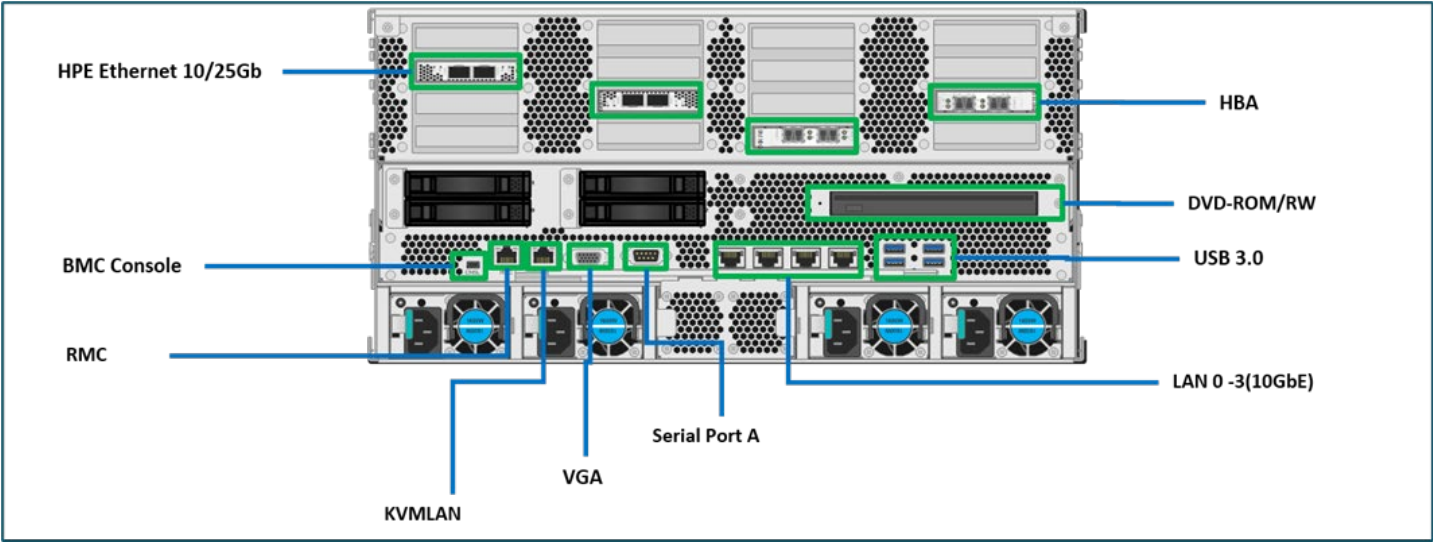 HPE Ethernet 10/25Gb
HBA
DVD-ROM/RW
BMC Console
USB 3.0
RMC
LAN 0 -3(10GbE)
Serial Port A
VGA
KVMLAN